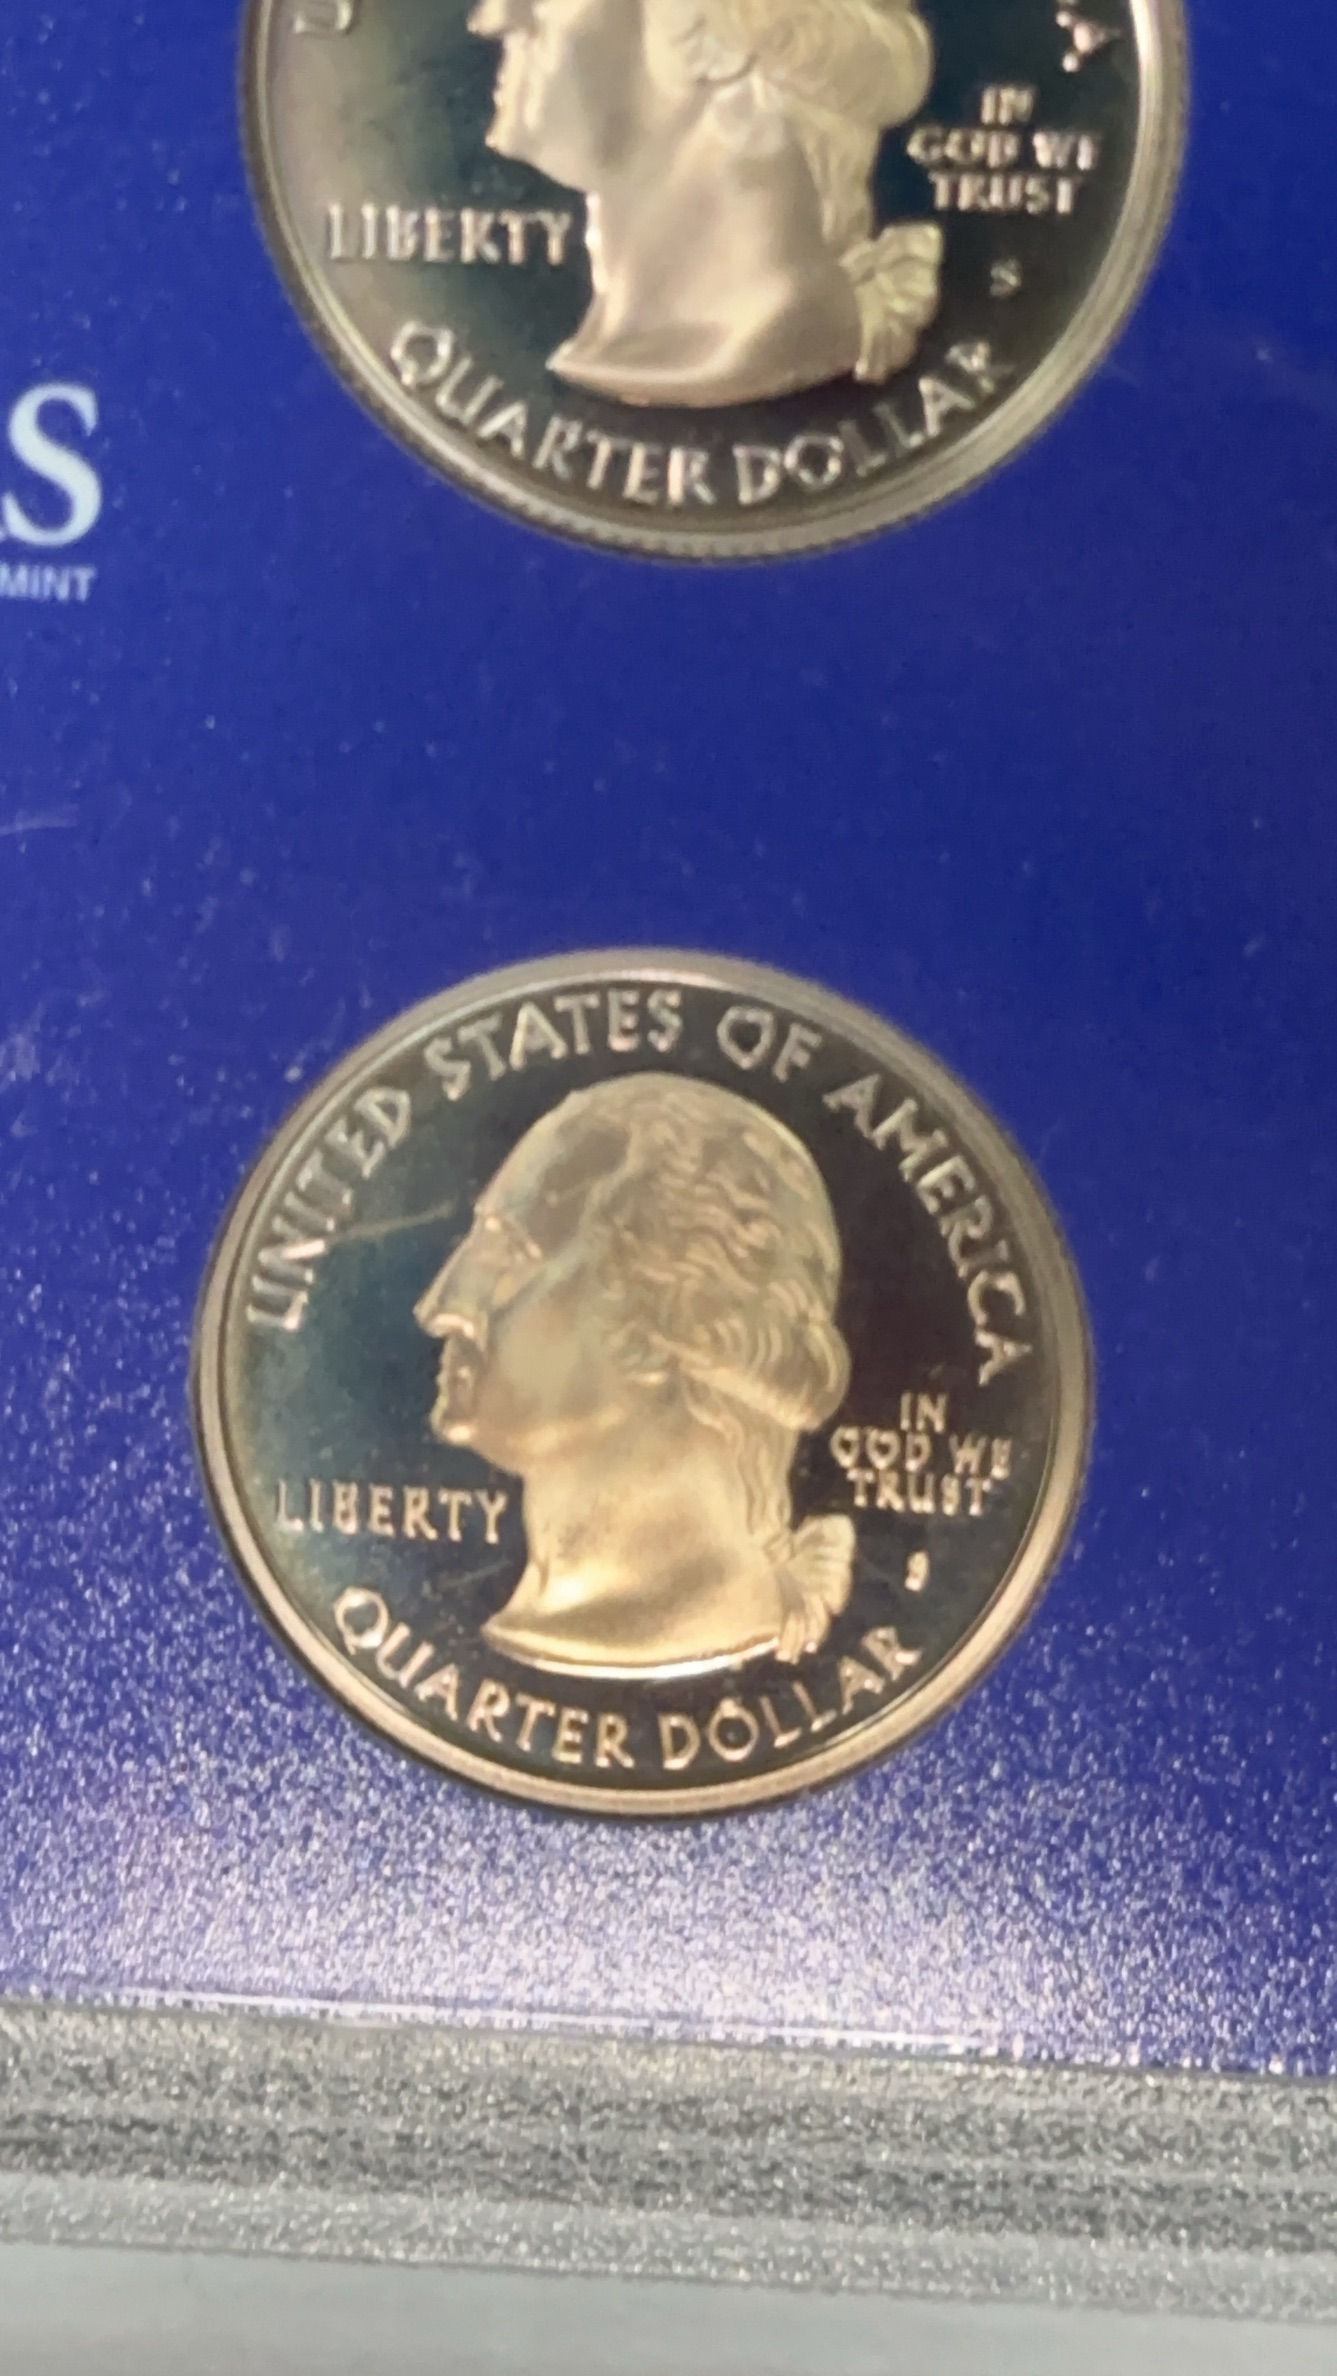 IN
GOD WE
TRUST
LIBERTY
S
QUARTER DOLLAR
S
MINT
UNITED STATES OF AMERICA
IN
GOD WE
TRUST
LIBERTY
S
QUARTER DOLLAR